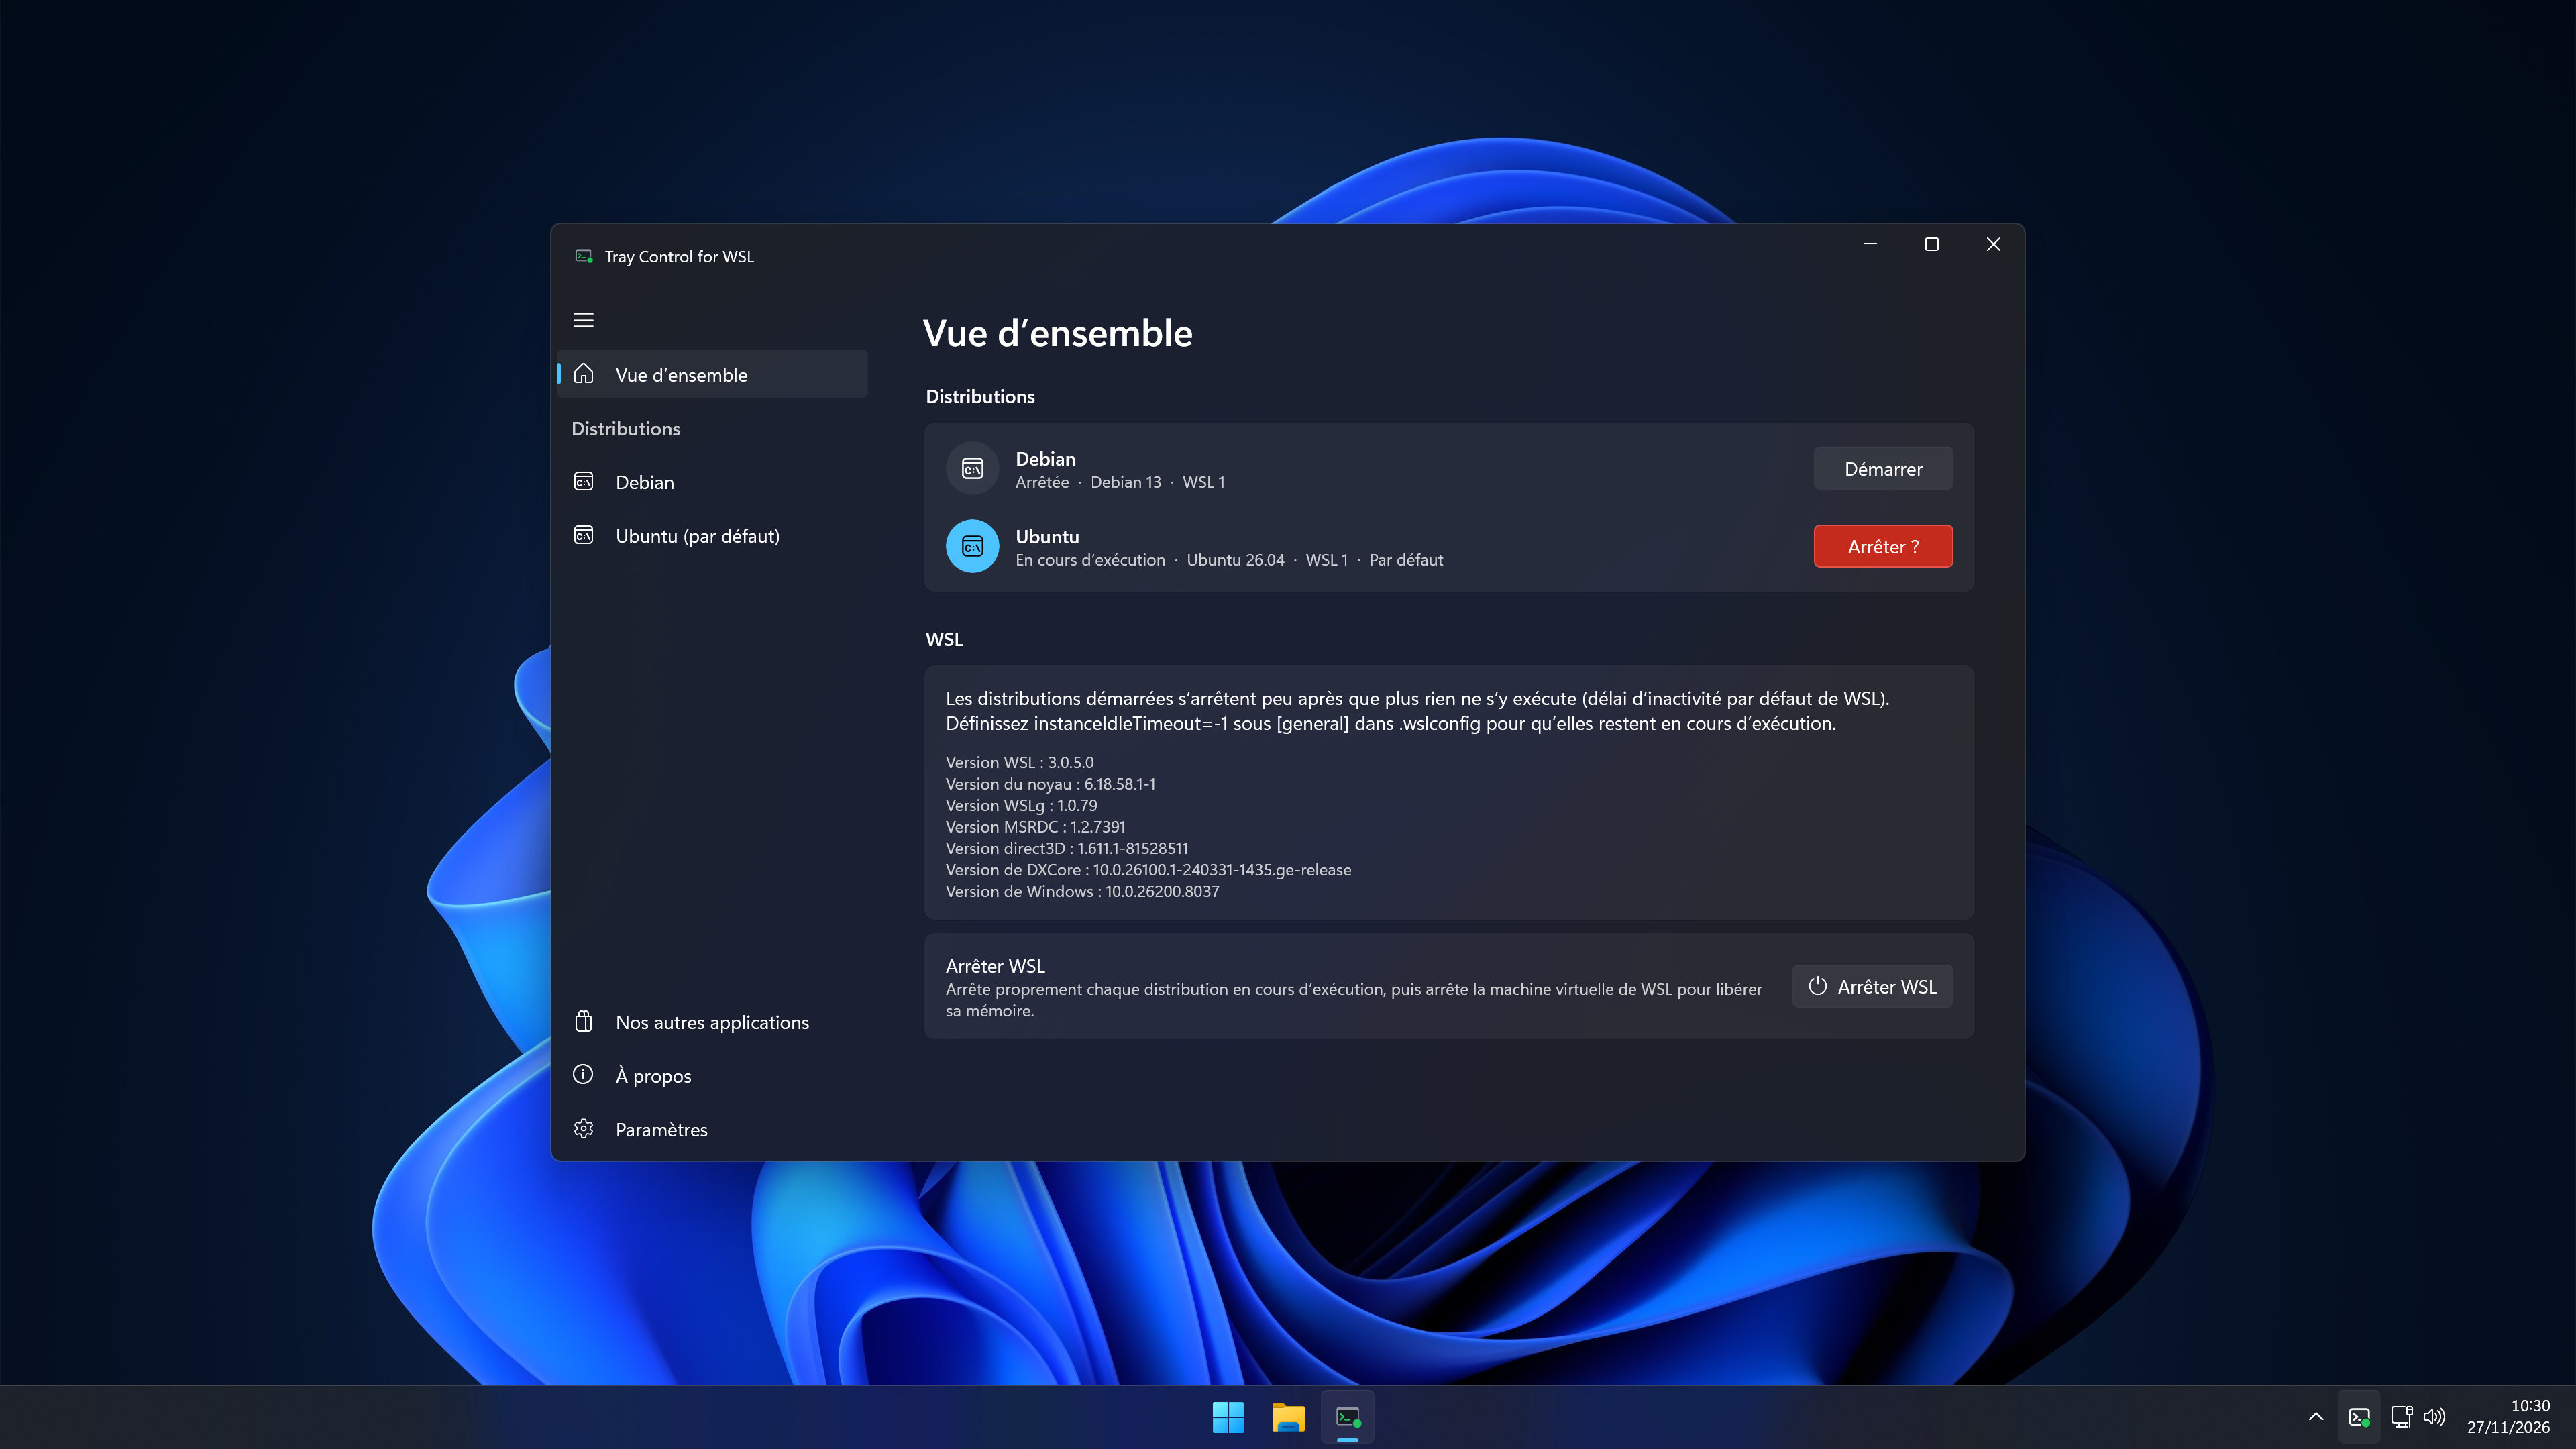 Tray Control for WSL
Vue d’ensemble
Distributions
Debian
Ubuntu (par défaut)
Nos autres applications
À propos
Paramètres
Vue d’ensemble
Distributions
Debian
Arrêtée · Debian 13 · WSL 1
Démarrer
Ubuntu
En cours d’exécution · Ubuntu 26.04 · WSL 1 · Par défaut
Arrêter ?
WSL
Les distributions démarrées s’arrêtent peu après que plus rien ne s’y exécute (délai d’inactivité par défaut de WSL).
Définissez instanceIdleTimeout=-1 sous [general] dans .wslconfig pour qu’elles restent en cours d’exécution.
Version WSL : 3.0.5.0
Version du noyau : 6.18.58.1-1
Version WSLg : 1.0.79
Version MSRDC : 1.2.7391
Version direct3D : 1.611.1-81528511
Version de DXCore : 10.0.26100.1-240331-1435.ge-release
Version de Windows : 10.0.26200.8037
Arrêter WSL
Arrête proprement chaque distribution en cours d’exécution, puis arrête la machine virtuelle de WSL pour libérer
sa mémoire.
Arrêter WSL
10:30
27/11/2026